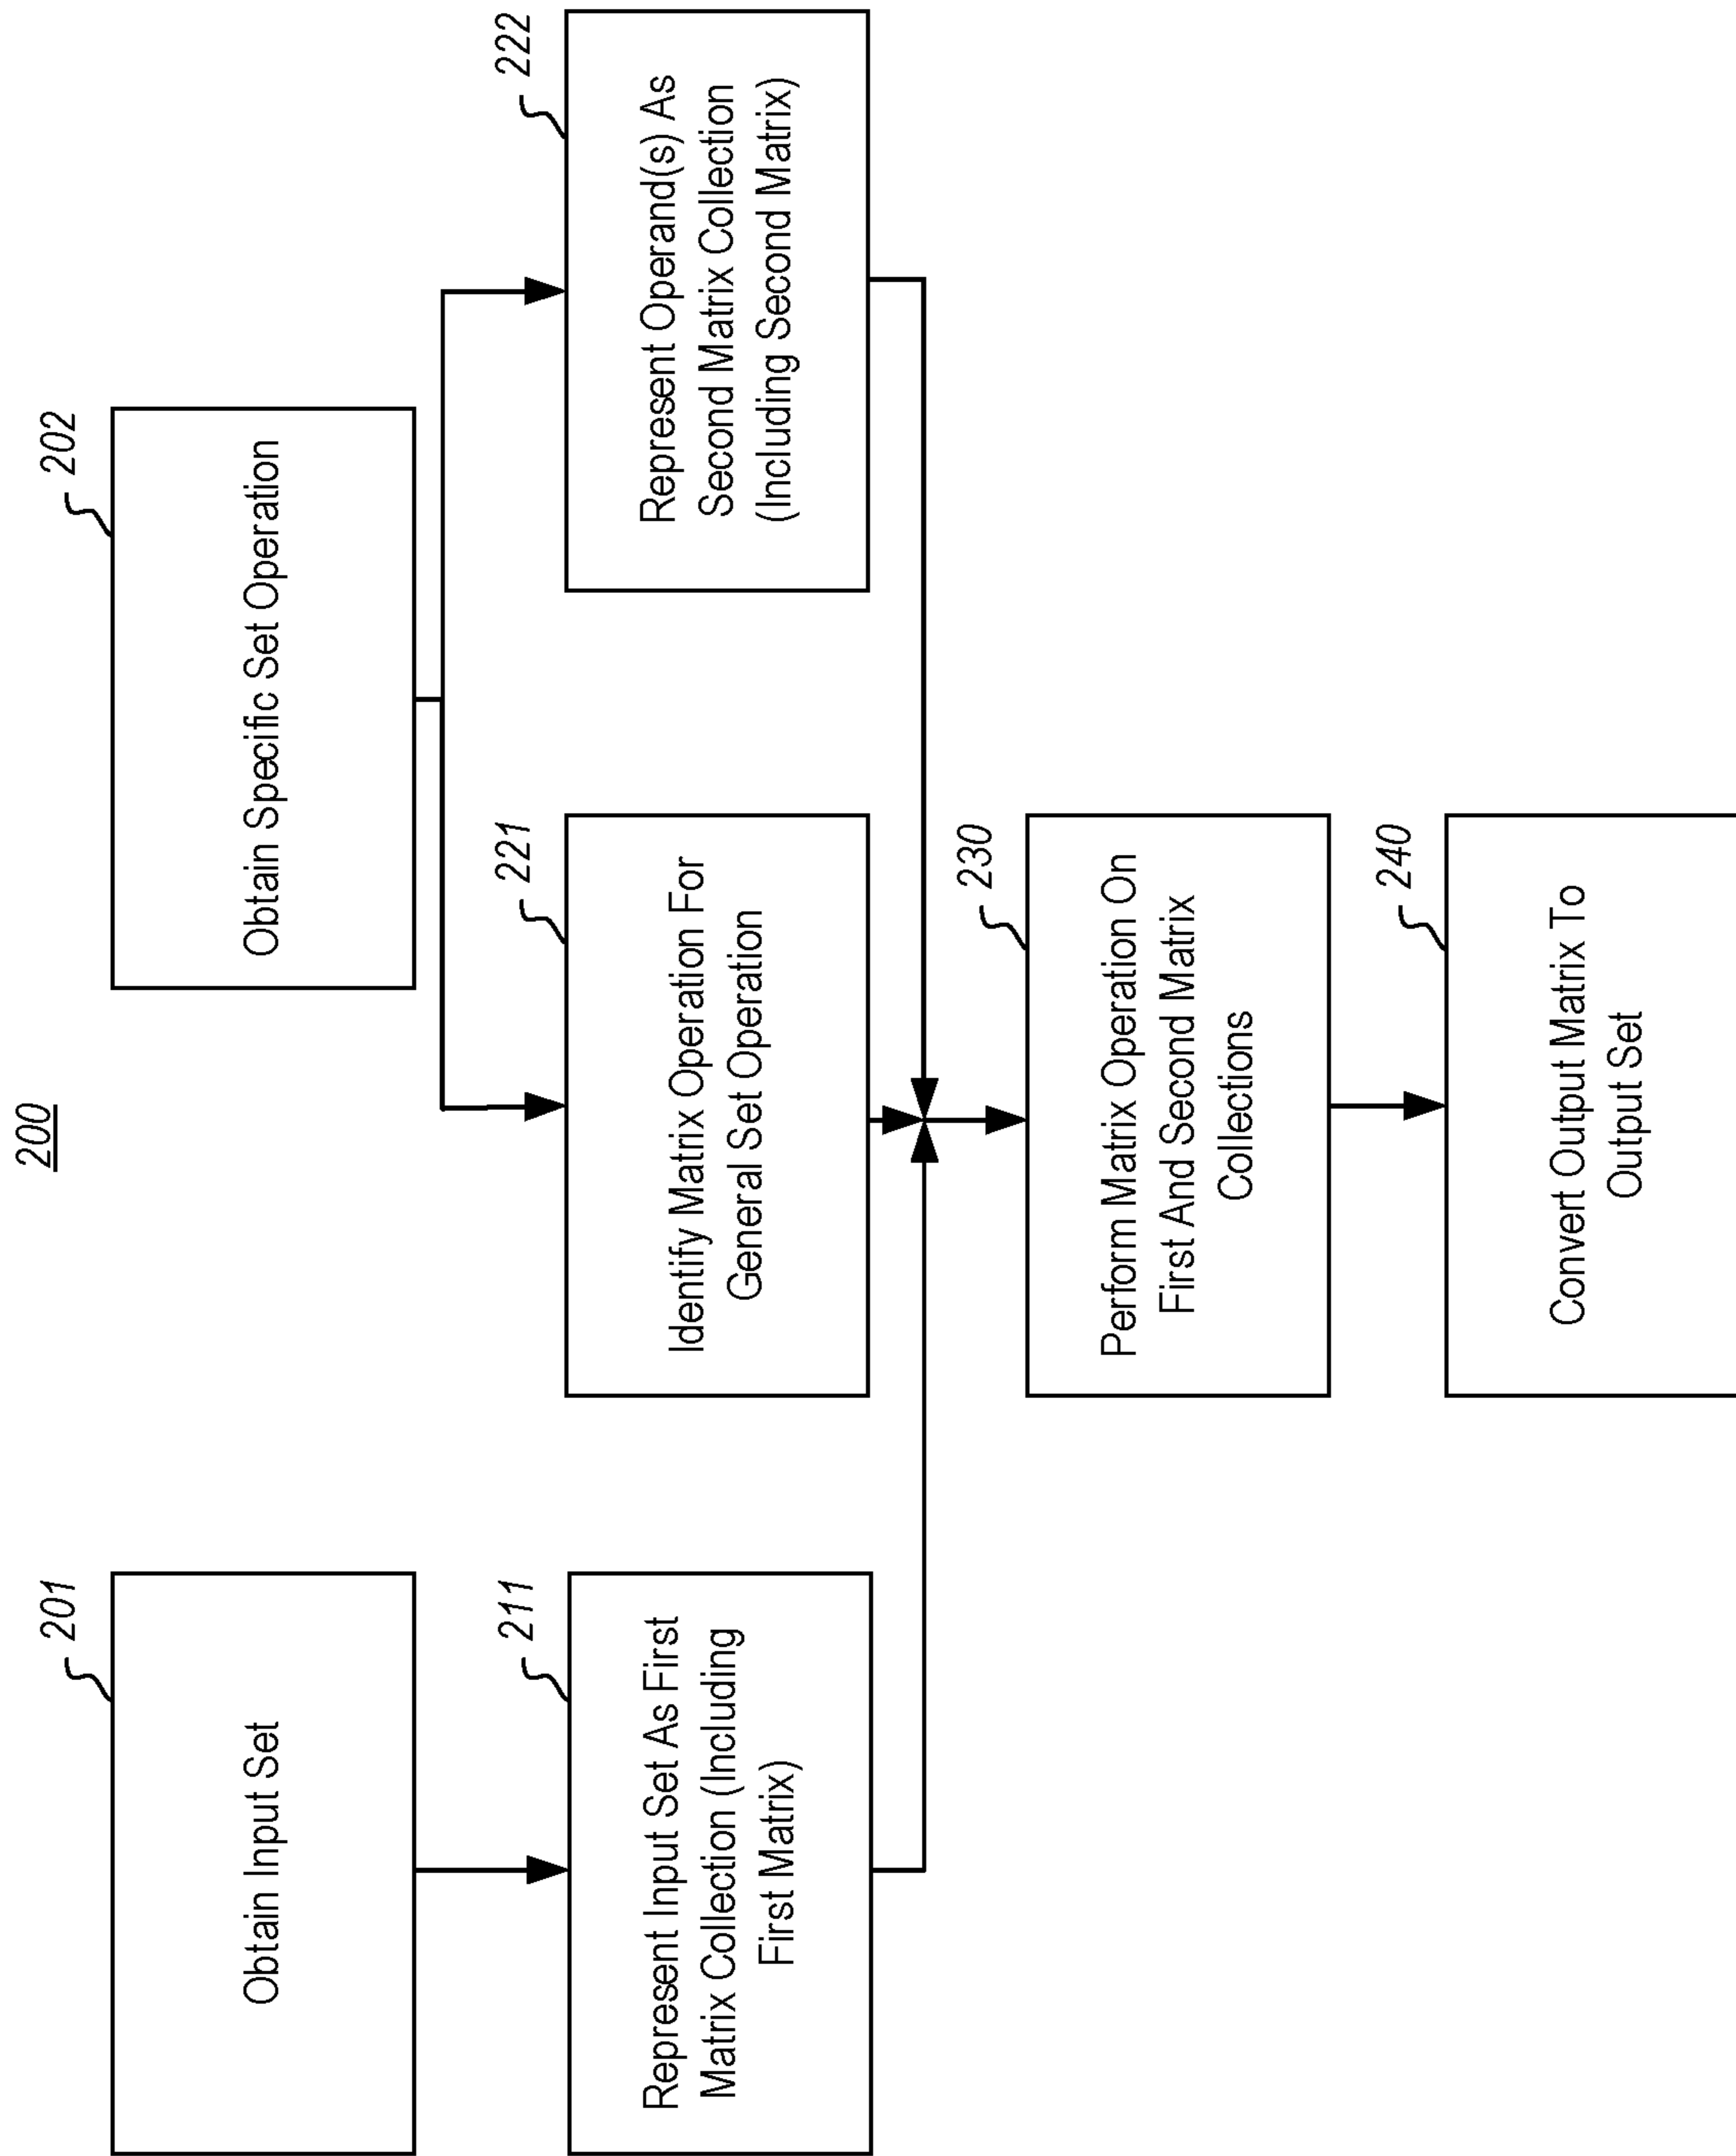 200
201
Obtain Input Set
202
Obtain Specific Set Operation
211
Represent Input Set As First
Matrix Collection (Including
First Matrix)
221
Identify Matrix Operation For
General Set Operation
222
Represent Operand(s) As
Second Matrix Collection
(Including Second Matrix)
230
Perform Matrix Operation On
First And Second Matrix
Collections
240
Convert Output Matrix To
Output Set